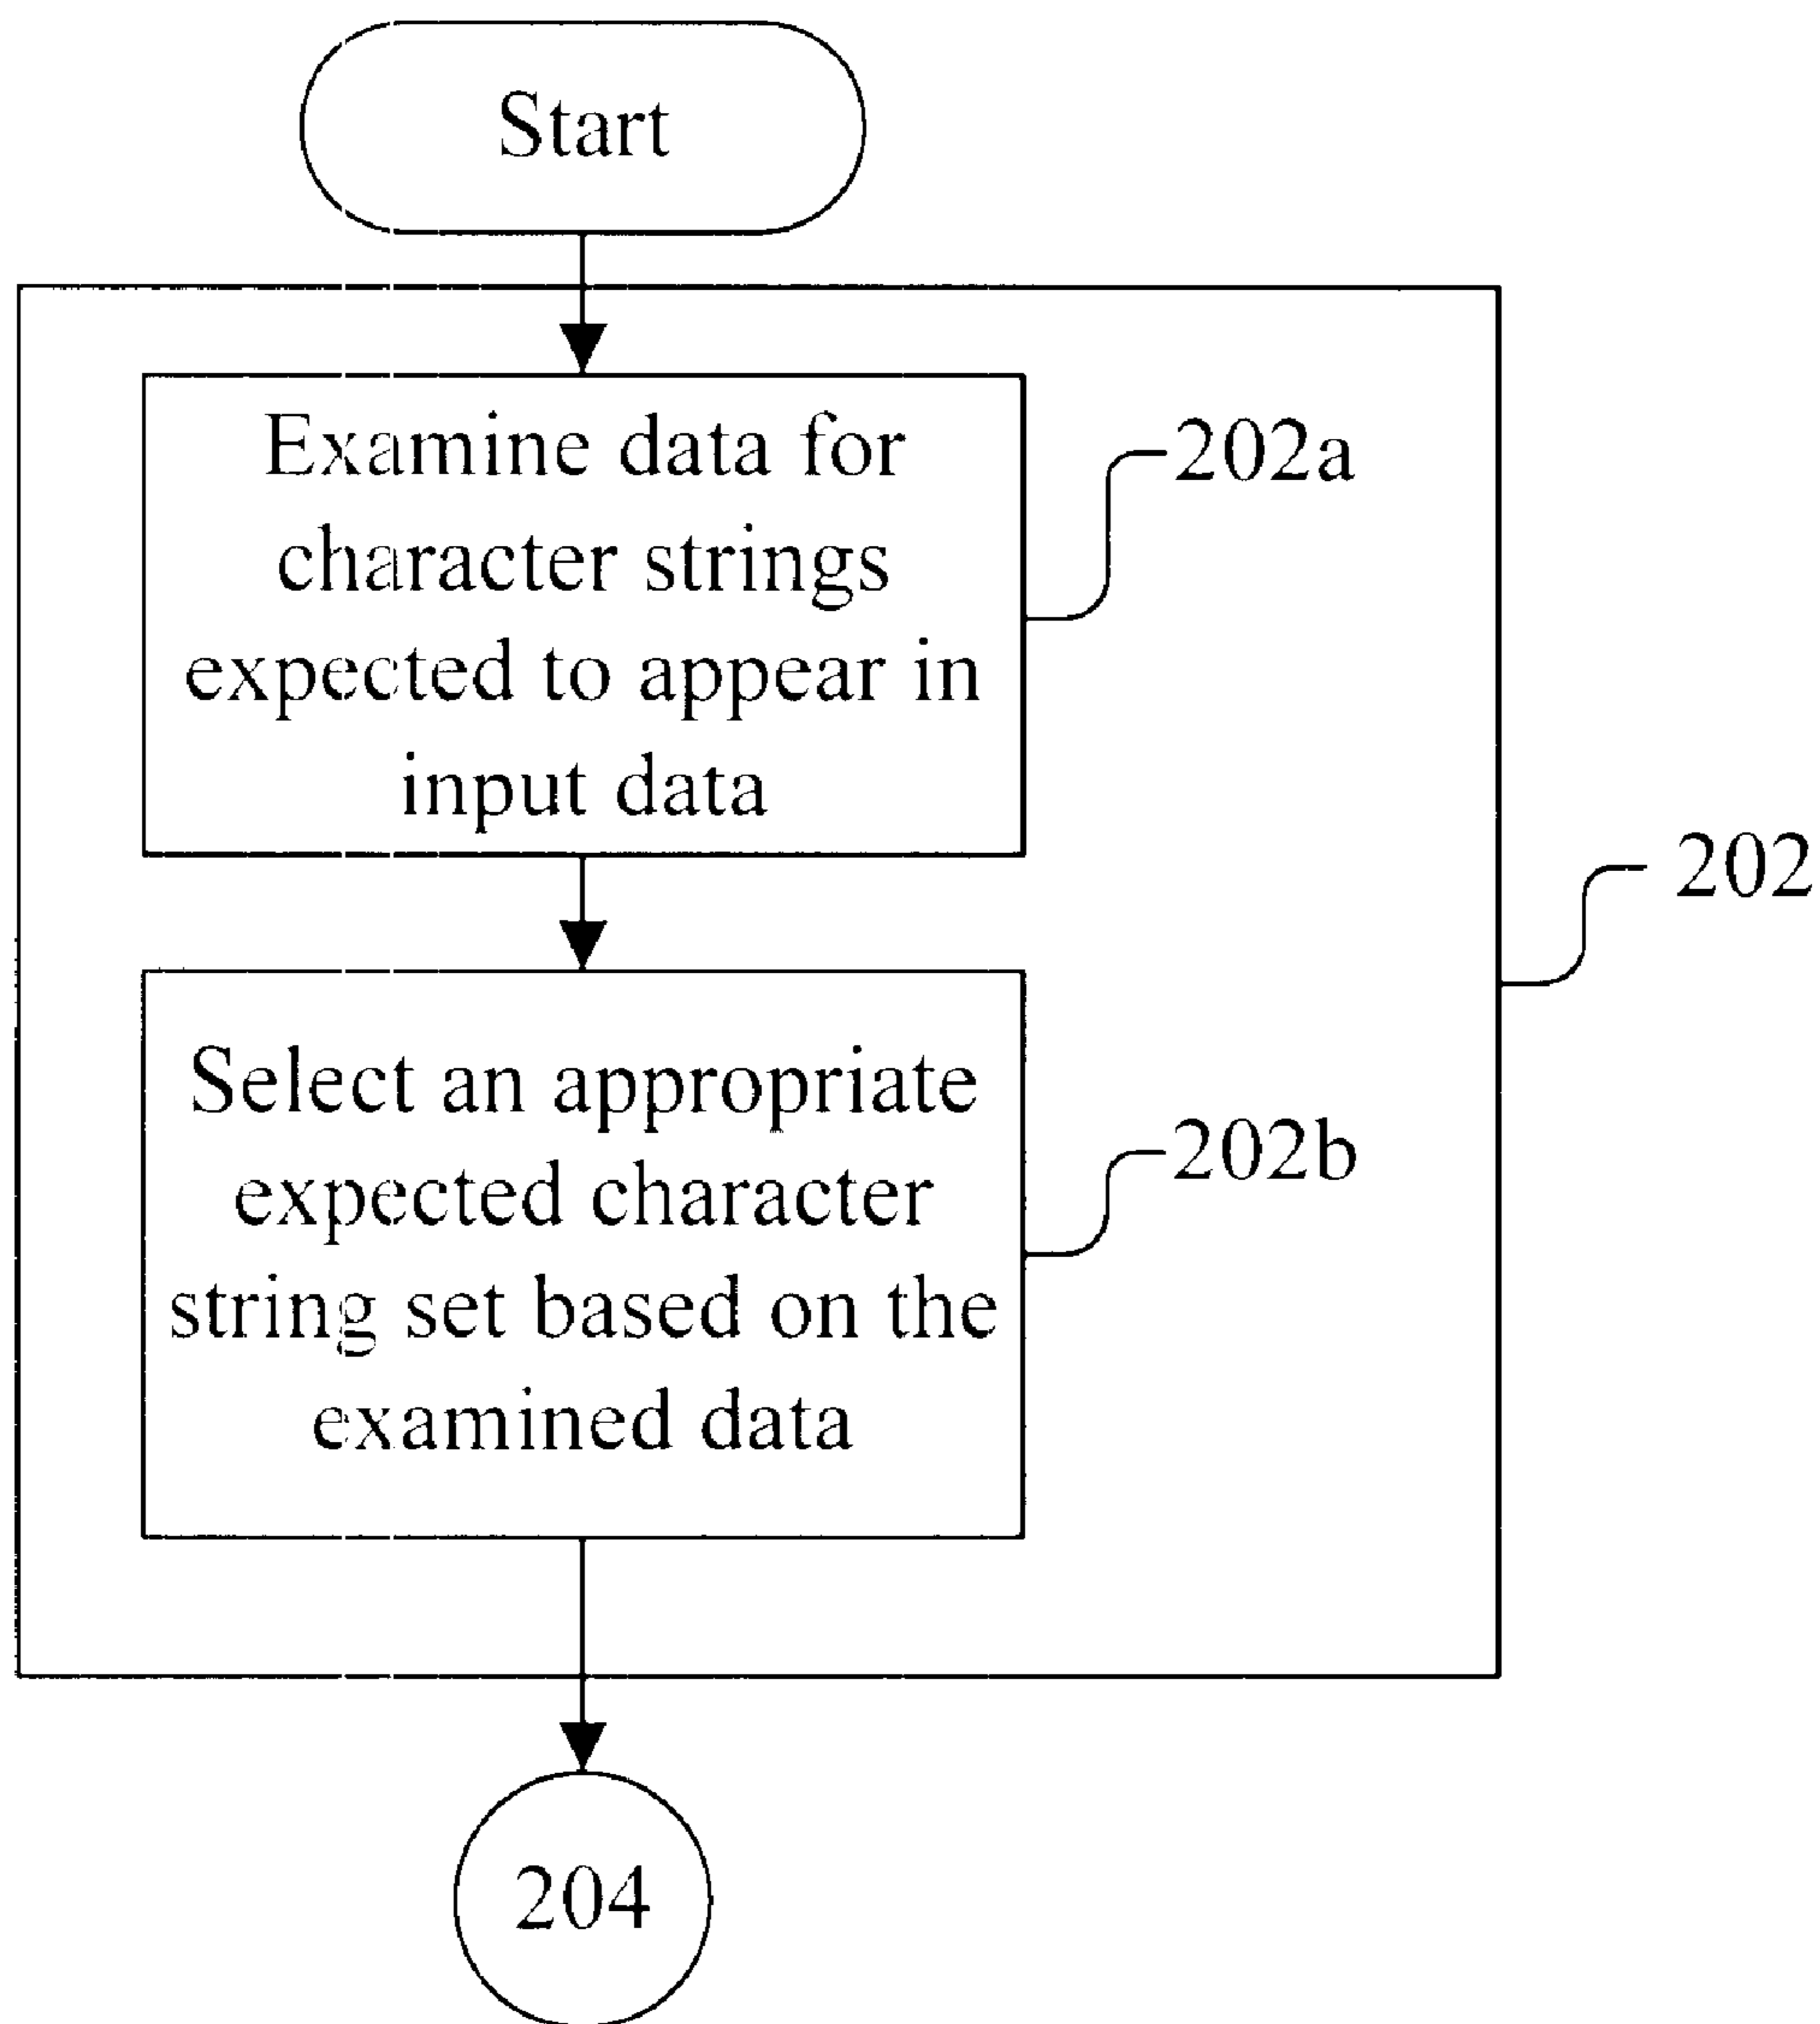 Start
Examine data for
character strings
expected to appear in
input data
202a
202
Select an appropriate
expected character
string set based on the
examined data
202b
204